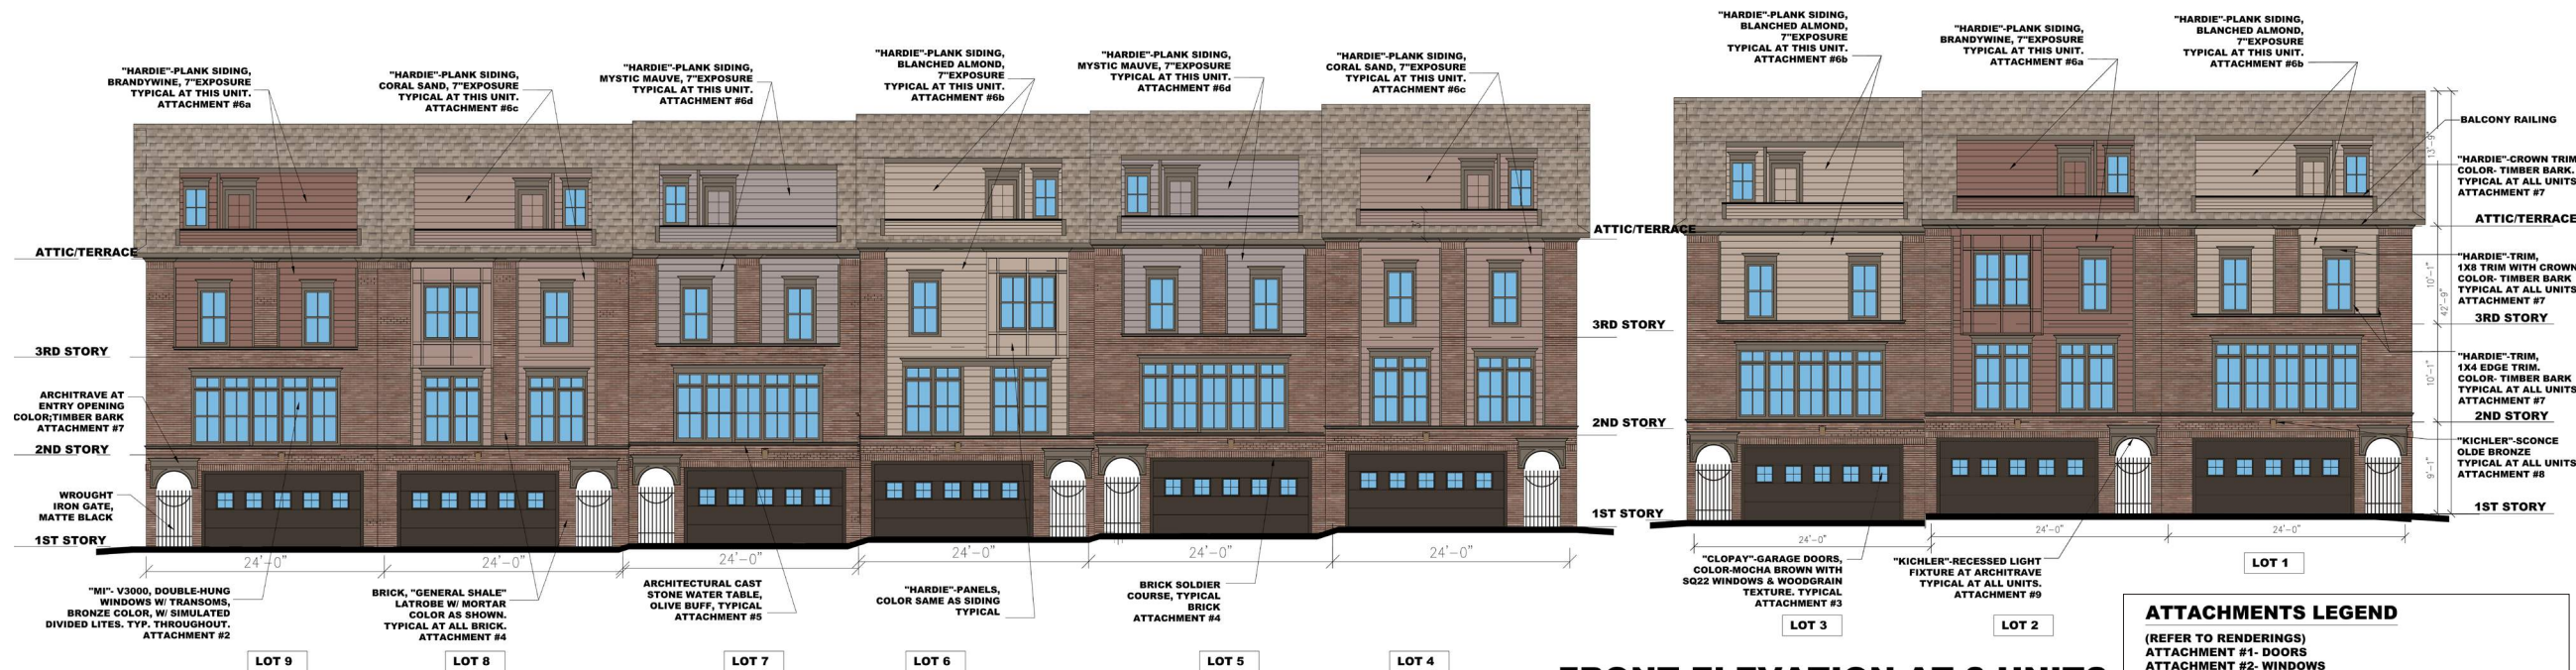 "HARDIE"-PLANK SIDING,
BRANDYWINE, 7"EXPOSURE
TYPICAL AT THIS UNIT.
ATTACHMENT #6a
"HARDIE"-PLANK SIDING,
CORAL SAND, 7"EXPOSURE
TYPICAL AT THIS UNIT.
ATTACHMENT #6c
"HARDIE"-PLANK SIDING,
MYSTIC MAUVE, 7"EXPOSURE
TYPICAL AT THIS UNIT.
ATTACHMENT #6d
"HARDIE"-PLANK SIDING,
BLANCHED ALMOND,
7"EXPOSURE
TYPICAL AT THIS UNIT.
ATTACHMENT #6b
"HARDIE"-PLANK SIDING,
MYSTIC MAUVE, 7"EXPOSURE
TYPICAL AT THIS UNIT.
ATTACHMENT #6d
"HARDIE"-PLANK SIDING,
CORAL SAND, 7"EXPOSURE
TYPICAL AT THIS UNIT.
ATTACHMENT #6c
"HARDIE"-PLANK SIDING,
BLANCHED ALMOND,
7"EXPOSURE
TYPICAL AT THIS UNIT.
ATTACHMENT #6b
"HARDIE"-PLANK SIDING,
BRANDYWINE, 7"EXPOSURE
TYPICAL AT THIS UNIT.
ATTACHMENT #6a
"HARDIE"-PLANK SIDING,
BLANCHED ALMOND,
7"EXPOSURE
TYPICAL AT THIS UNIT.
ATTACHMENT #6b
ATTIC/TERRACE
3RD STORY
ARCHITRAVE AT
ENTRY OPENING
COLOR;TIMBER BARK
ATTACHMENT #7
2ND STORY
WROUGHT
IRON GATE,
MATTE BLACK
1ST STORY
ATTIC/TERRACE
3RD STORY
2ND STORY
1ST STORY
BALCONY RAILING
"HARDIE"-CROWN TRIM
COLOR- TIMBER BARK.
TYPICAL AT ALL UNITS
ATTACHMENT #7
ATTIC/TERRACE
"HARDIE"-TRIM,
1X8 TRIM WITH CROWN
COLOR- TIMBER BARK
TYPICAL AT ALL UNITS
ATTACHMENT #7
3RD STORY
"HARDIE"-TRIM,
1X4 EDGE TRIM.
COLOR- TIMBER BARK
TYPICAL AT ALL UNITS
ATTACHMENT #7
2ND STORY
"KICHLER"-SCONCE
OLDE BRONZE
TYPICAL AT ALL UNITS
ATTACHMENT #8
1ST STORY
13'-9"
10'-1"
42'-9"
10'-1"
9'-1"
24'-0"
24'-0"
24'-0"
24'-0"
24'-0"
24'-0"
24'-0"
24'-0"
24'-0"
"MI"- V3000, DOUBLE-HUNG
WINDOWS W/ TRANSOMS,
BRONZE COLOR, W/ SIMULATED
DIVIDED LITES. TYP. THROUGHOUT.
ATTACHMENT #2
BRICK, "GENERAL SHALE"
LATROBE W/ MORTAR
COLOR AS SHOWN.
TYPICAL AT ALL BRICK.
ATTACHMENT #4
ARCHITECTURAL CAST
STONE WATER TABLE,
OLIVE BUFF, TYPICAL
ATTACHMENT #5
"HARDIE"-PANELS,
COLOR SAME AS SIDING
TYPICAL
BRICK SOLDIER
COURSE, TYPICAL
BRICK
ATTACHMENT #4
"CLOPAY"-GARAGE DOORS,
COLOR-MOCHA BROWN WITH
SQ22 WINDOWS & WOODGRAIN
TEXTURE. TYPICAL
ATTACHMENT #3
"KICHLER"-RECESSED LIGHT
FIXTURE AT ARCHITRAVE
TYPICAL AT ALL UNITS.
ATTACHMENT #9
LOT 1
LOT 3
LOT 2
LOT 9
LOT 8
LOT 7
LOT 6
LOT 5
LOT 4
FRONT ELEVATION AT 9 UNITS
ATTACHMENTS LEGEND
(REFER TO RENDERINGS)
ATTACHMENT #1- DOORS
ATTACHMENT #2- WINDOWS